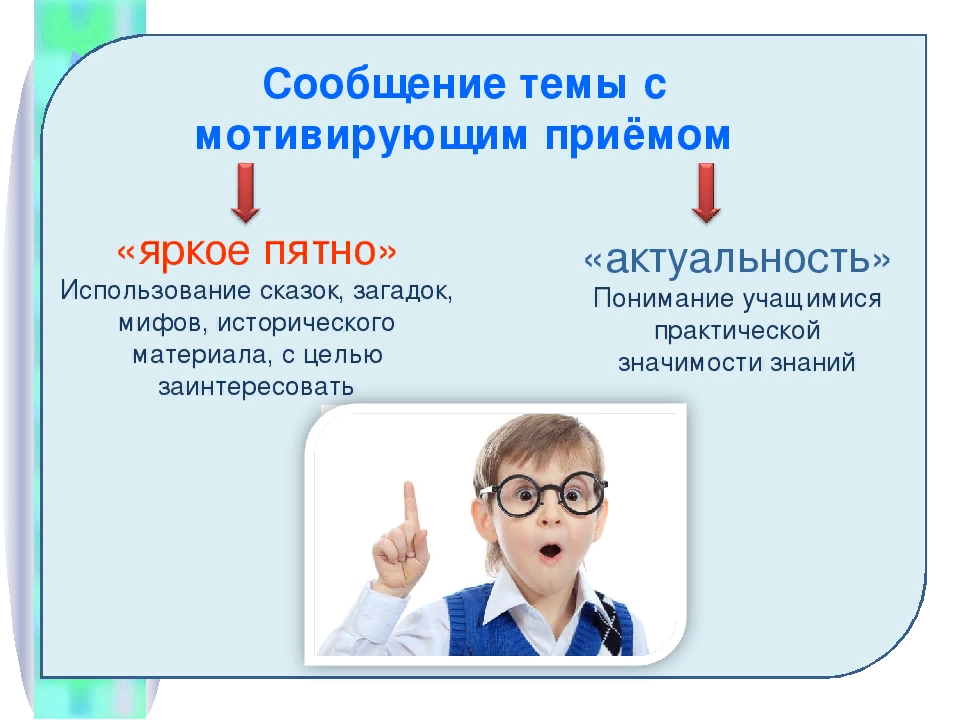 Сообщение темы с
мотивирующим приёмом
«яркое пятно»
Использование сказок, загадок,
мифов, исторического
материала, с целью
заинтересовать
«актуальность»
Понимание учащимися
практической
значимости знаний